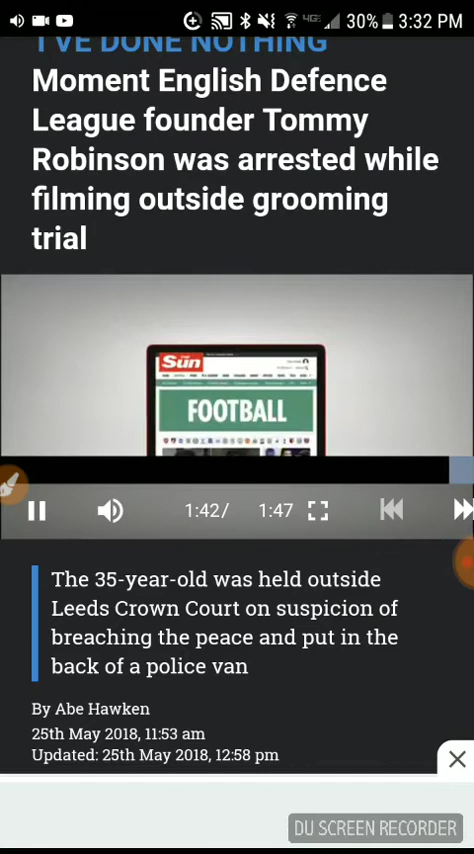 4G LTE 30% 3:32 PM
'I'VE DONE NOTHING'
Moment English Defence
League founder Tommy
Robinson was arrested while
filming outside grooming
trial
The Sun
FOOTBALL
1:42/ 1:47
The 35-year-old was held outside
Leeds Crown Court on suspicion of
breaching the peace and put in the
back of a police van
By Abe Hawken
25th May 2018, 11:53 am
Updated: 25th May 2018, 12:58 pm
DU SCREEN RECORDER